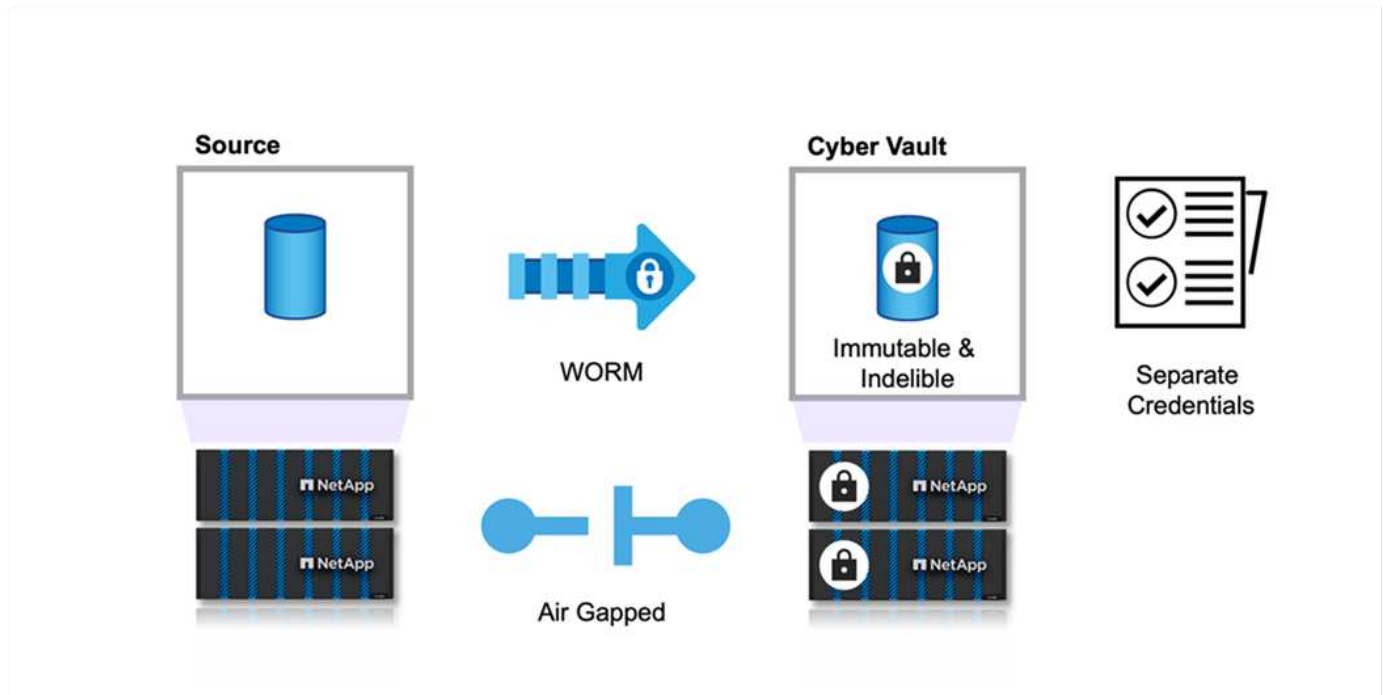 Source
Cyber Vault
WORM
Immutable &
Indelible
Separate
Credentials
NetApp
NetApp
NetApp
NetApp
Air Gapped